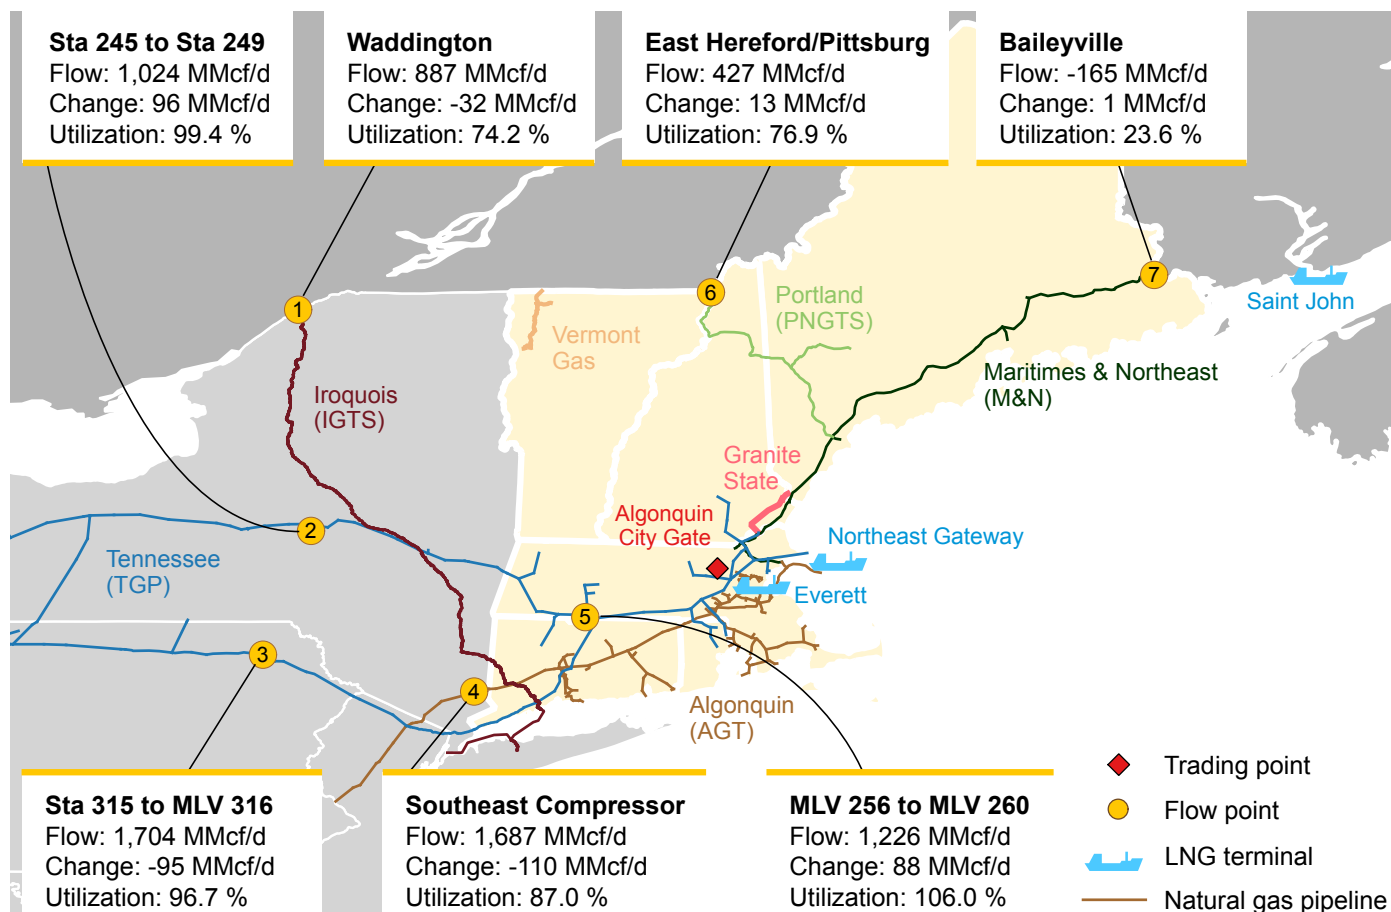 Sta 245 to Sta 249
Flow: 1,024 MMcf/d
Change: 96 MMcf/d
Utilization: 99.4 %
Waddington
Flow: 887 MMcf/d
Change: -32 MMcf/d
Utilization: 74.2 %
East Hereford/Pittsburg
Flow: 427 MMcf/d
Change: 13 MMcf/d
Utilization: 76.9 %
Baileyville
Flow: -165 MMcf/d
Change: 1 MMcf/d
Utilization: 23.6 %
1
6
7
Saint John
Portland
(PNGTS)
Vermont
Gas
Maritimes & Northeast
(M&N)
Iroquois
(IGTS)
Granite
State
Algonquin
City Gate
2
Northeast Gateway
Tennessee
(TGP)
Everett
5
3
4
Algonquin
(AGT)
Sta 315 to MLV 316
Flow: 1,704 MMcf/d
Change: -95 MMcf/d
Utilization: 96.7 %
Southeast Compressor
Flow: 1,687 MMcf/d
Change: -110 MMcf/d
Utilization: 87.0 %
MLV 256 to MLV 260
Flow: 1,226 MMcf/d
Change: 88 MMcf/d
Utilization: 106.0 %
Trading point
Flow point
LNG terminal
Natural gas pipeline